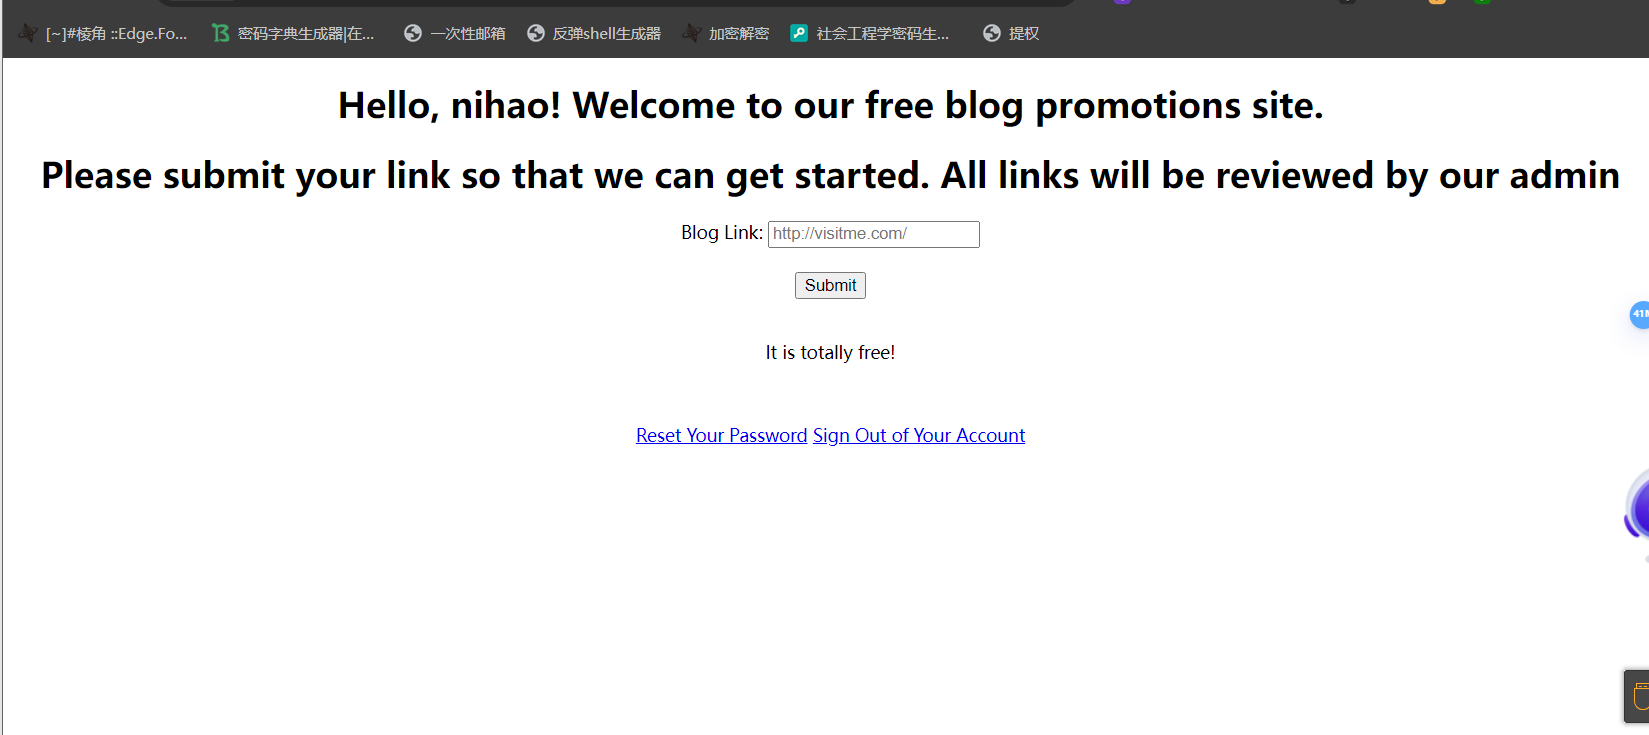 [~]#棱角 ::Edge.Fo... 密码字典生成器|在... 一次性邮箱 反弹shell生成器 加密解密 社会工程学密码生... 提权
Hello, nihao! Welcome to our free blog promotions site.
Please submit your link so that we can get started. All links will be reviewed by our admin
Blog Link: http://visitme.com/
Submit
41M
It is totally free!
Reset Your Password Sign Out of Your Account